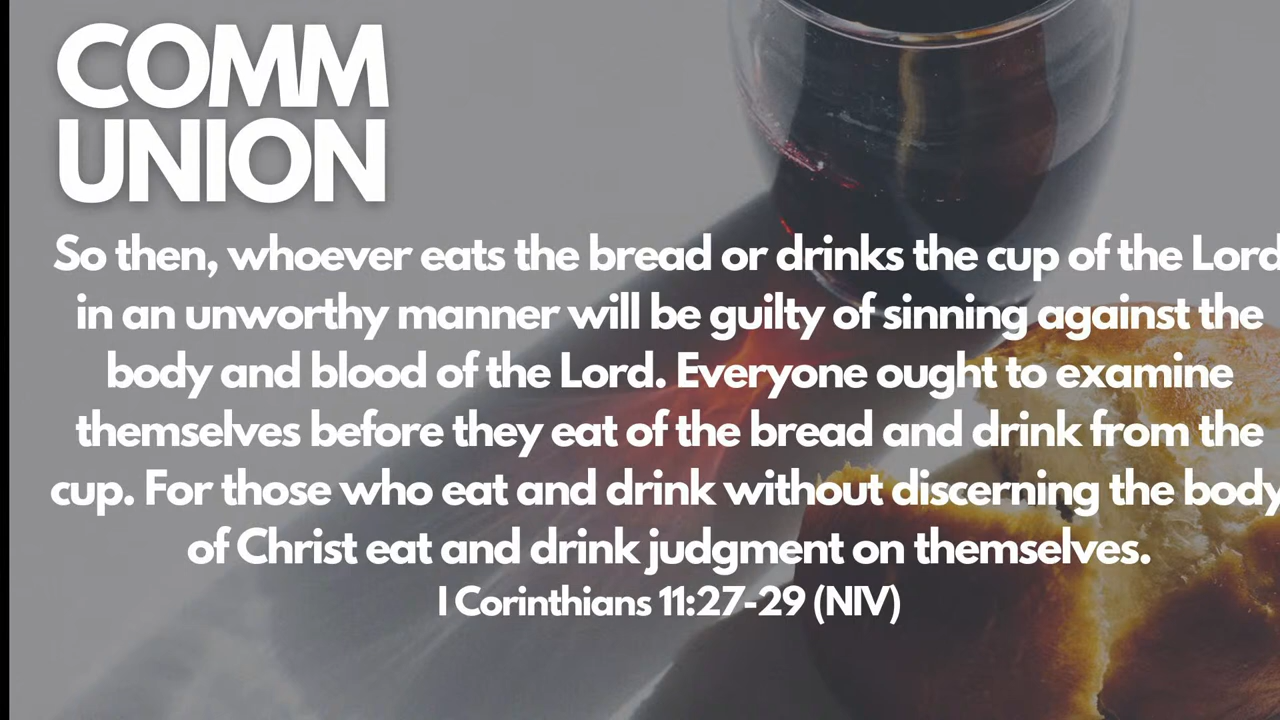 COMM
UNION
So then, whoever eats the bread or drinks the cup of the Lord
in an unworthy manner will be guilty of sinning against the
body and blood of the Lord. Everyone ought to examine
themselves before they eat of the bread and drink from the
cup. For those who eat and drink without discerning the body
of Christ eat and drink judgment on themselves.
I Corinthians 11:27-29 (NIV)